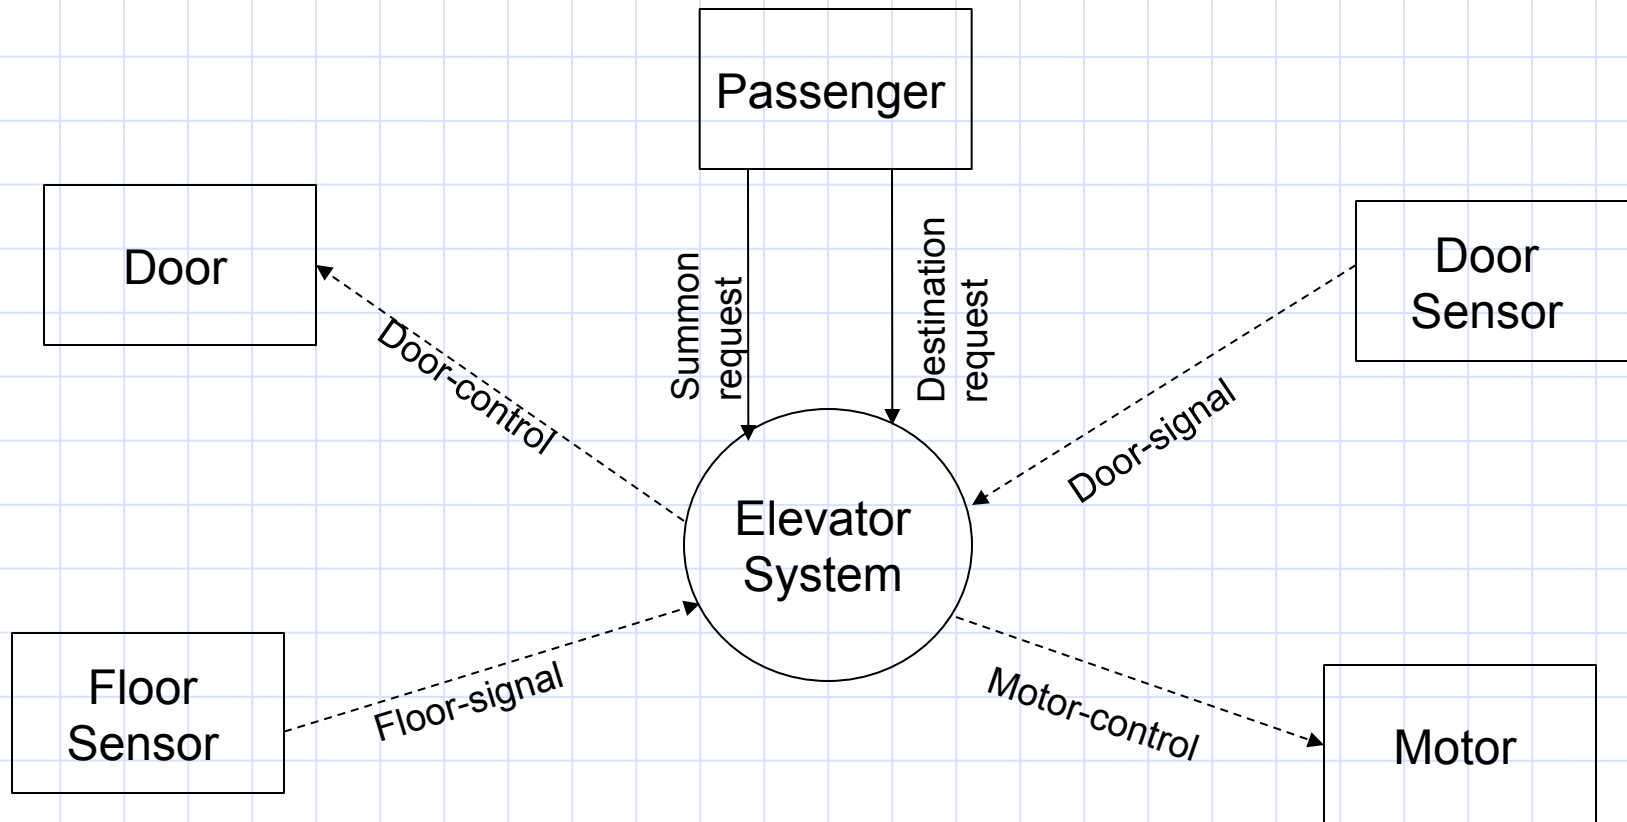 Passenger
Door
Door
Sensor
Summon
request
Destination
request
Door-control
Door-signal
Elevator
System
Floor
Sensor
Floor-signal
Motor-control
Motor